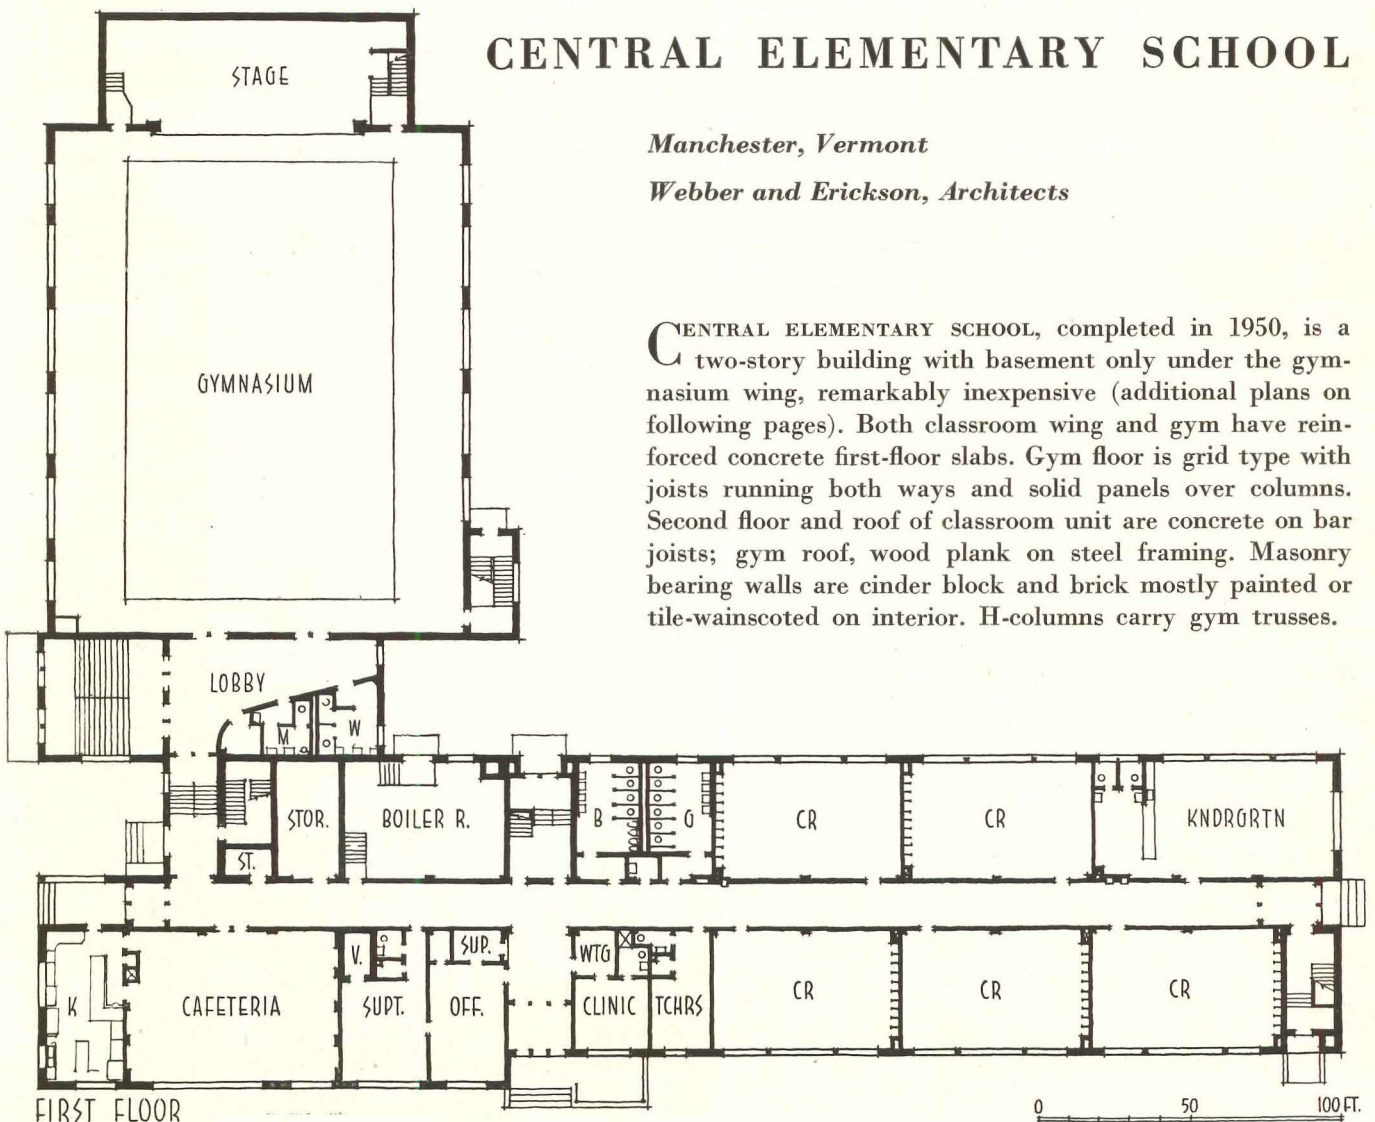 CENTRAL ELEMENTARY SCHOOL
Manchester, Vermont
Webber and Erickson, Architects
CENTRAL ELEMENTARY SCHOOL, completed in 1950, is a
two-story building with basement only under the gym-
nasium wing, remarkably inexpensive (additional plans on
following pages). Both classroom wing and gym have rein-
forced concrete first-floor slabs. Gym floor is grid type with
joists running both ways and solid panels over columns.
Second floor and roof of classroom unit are concrete on bar
joists; gym roof, wood plank on steel framing. Masonry
bearing walls are cinder block and brick mostly painted or
tile-wainscoted on interior. H-columns carry gym trusses.
STAGE
GYMNASIUM
LOBBY
M W
STOR. BOILER R. B G CR CR KNDRGRTN
ST.
V. SUP. WTG
K CAFETERIA SUPT. OFF. CLINIC TCHRS CR CR CR
FIRST FLOOR
0 50 100 FT.